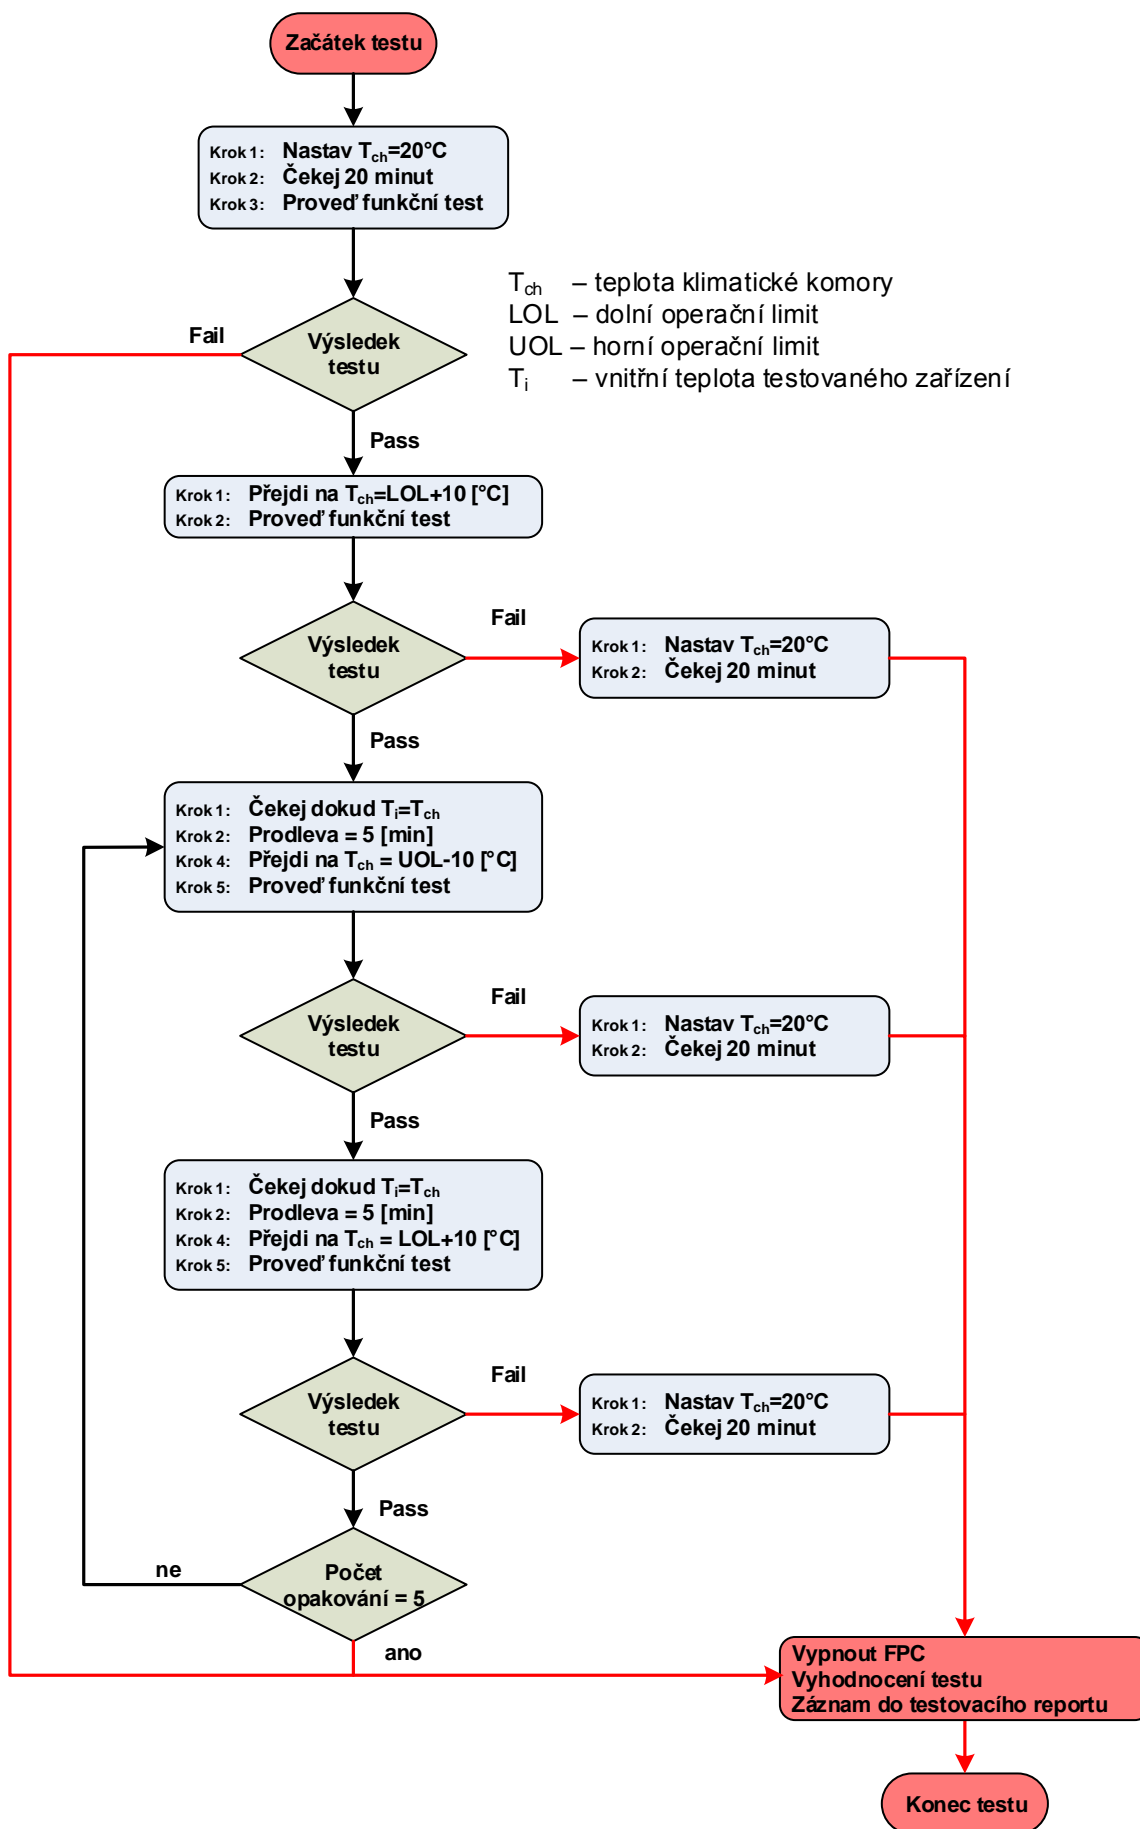 Začátek testu
Krok 1: Nastav Tch=20°C
Krok 2: Čekej 20 minut
Krok 3: Proveď funkční test
Tch – teplota klimatické komory
LOL – dolní operační limit
UOL – horní operační limit
Ti – vnitřní teplota testovaného zařízení
Fail
Výsledek
testu
Pass
Krok 1: Přejdi na Tch=LOL+10 [°C]
Krok 2: Proveď funkční test
Výsledek
testu
Fail
Krok 1: Nastav Tch=20°C
Krok 2: Čekej 20 minut
Pass
Krok 1: Čekej dokud Ti=Tch
Krok 2: Prodleva = 5 [min]
Krok 4: Přejdi na Tch = UOL-10 [°C]
Krok 5: Proveď funkční test
Výsledek
testu
Fail
Krok 1: Nastav Tch=20°C
Krok 2: Čekej 20 minut
Pass
Krok 1: Čekej dokud Ti=Tch
Krok 2: Prodleva = 5 [min]
Krok 4: Přejdi na Tch = LOL+10 [°C]
Krok 5: Proveď funkční test
Výsledek
testu
Fail
Krok 1: Nastav Tch=20°C
Krok 2: Čekej 20 minut
Pass
ne
Počet
opakování = 5
ano
Vypnout FPC
Vyhodnocení testu
Záznam do testovacího reportu
Konec testu